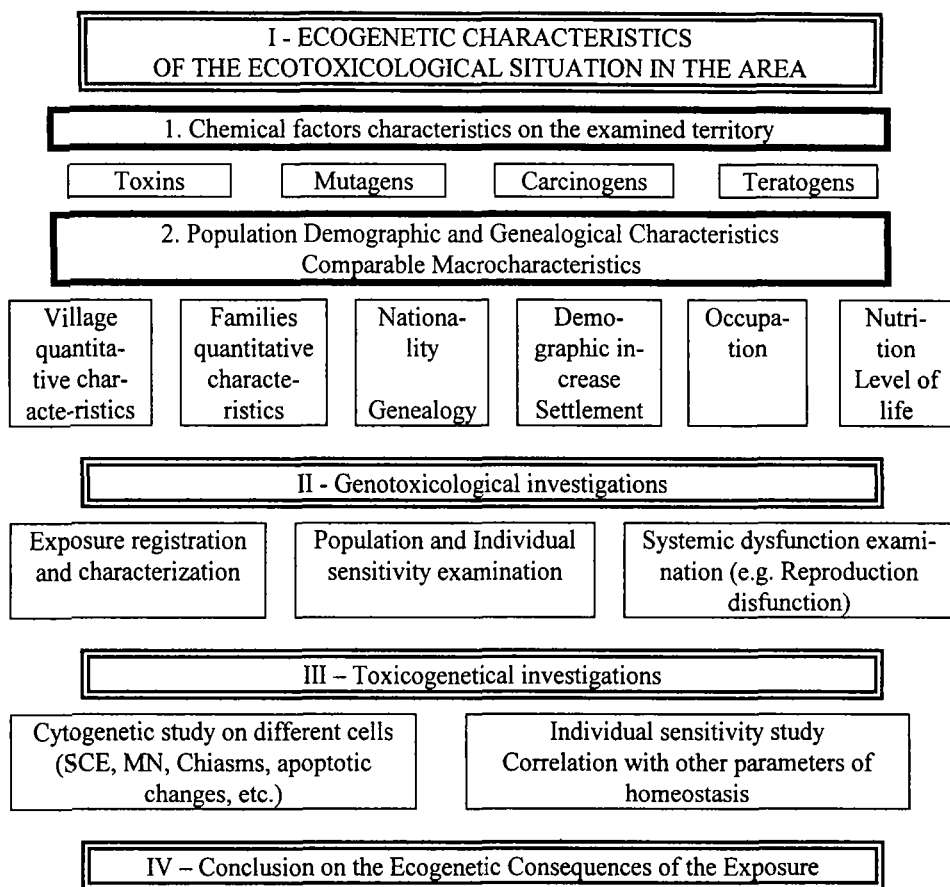 I - ECOGENETIC CHARACTERISTICS
OF THE ECOTOXICOLOGICAL SITUATION IN THE AREA
1. Chemical factors characteristics on the examined territory
Toxins
Mutagens
Carcinogens
Teratogens
2. Population Demographic and Genealogical Characteristics
Comparable Macrocharacteristics
Village
quantita-
tive char-
acte-ristics
Families
quantitative
characte-
ristics
Nationa-
lity
Genealogy
Demo-
graphic in-
crease
Settlement
Occupa-
tion
Nutri-
tion
Level of
life
II - Genotoxicological investigations
Exposure registration
and characterization
Population and Individual
sensitivity examination
Systemic dysfunction exami-
nation (e.g. Reproduction
disfunction)
III – Toxicogenetical investigations
Cytogenetic study on different cells
(SCE, MN, Chiasms, apoptotic
changes, etc.)
Individual sensitivity study
Correlation with other parameters of
homeostasis
IV – Conclusion on the Ecogenetic Consequences of the Exposure